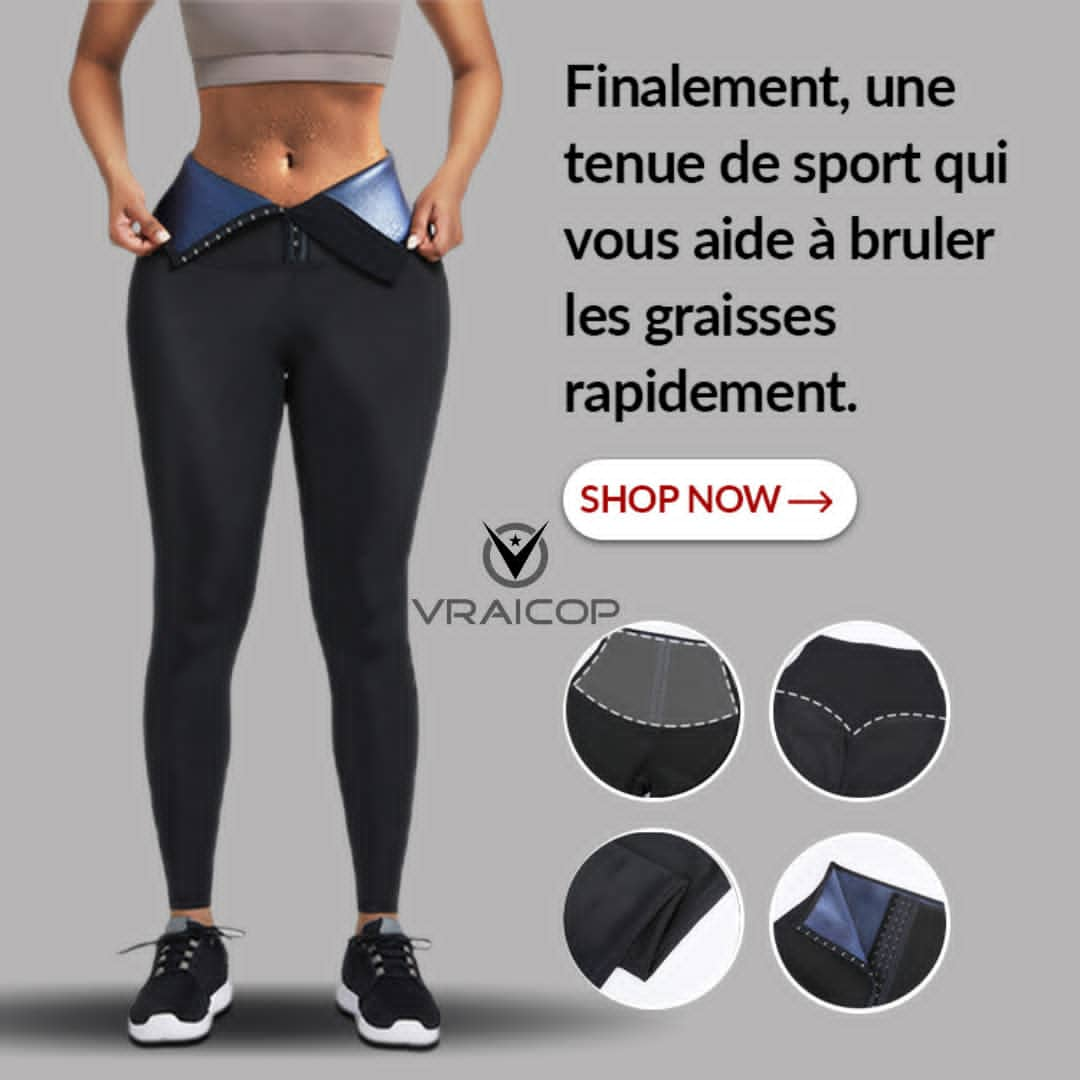 Finalement, une
tenue de sport qui
vous aide à bruler
les graisses
rapidement.
SHOP NOW →
VRAICOP